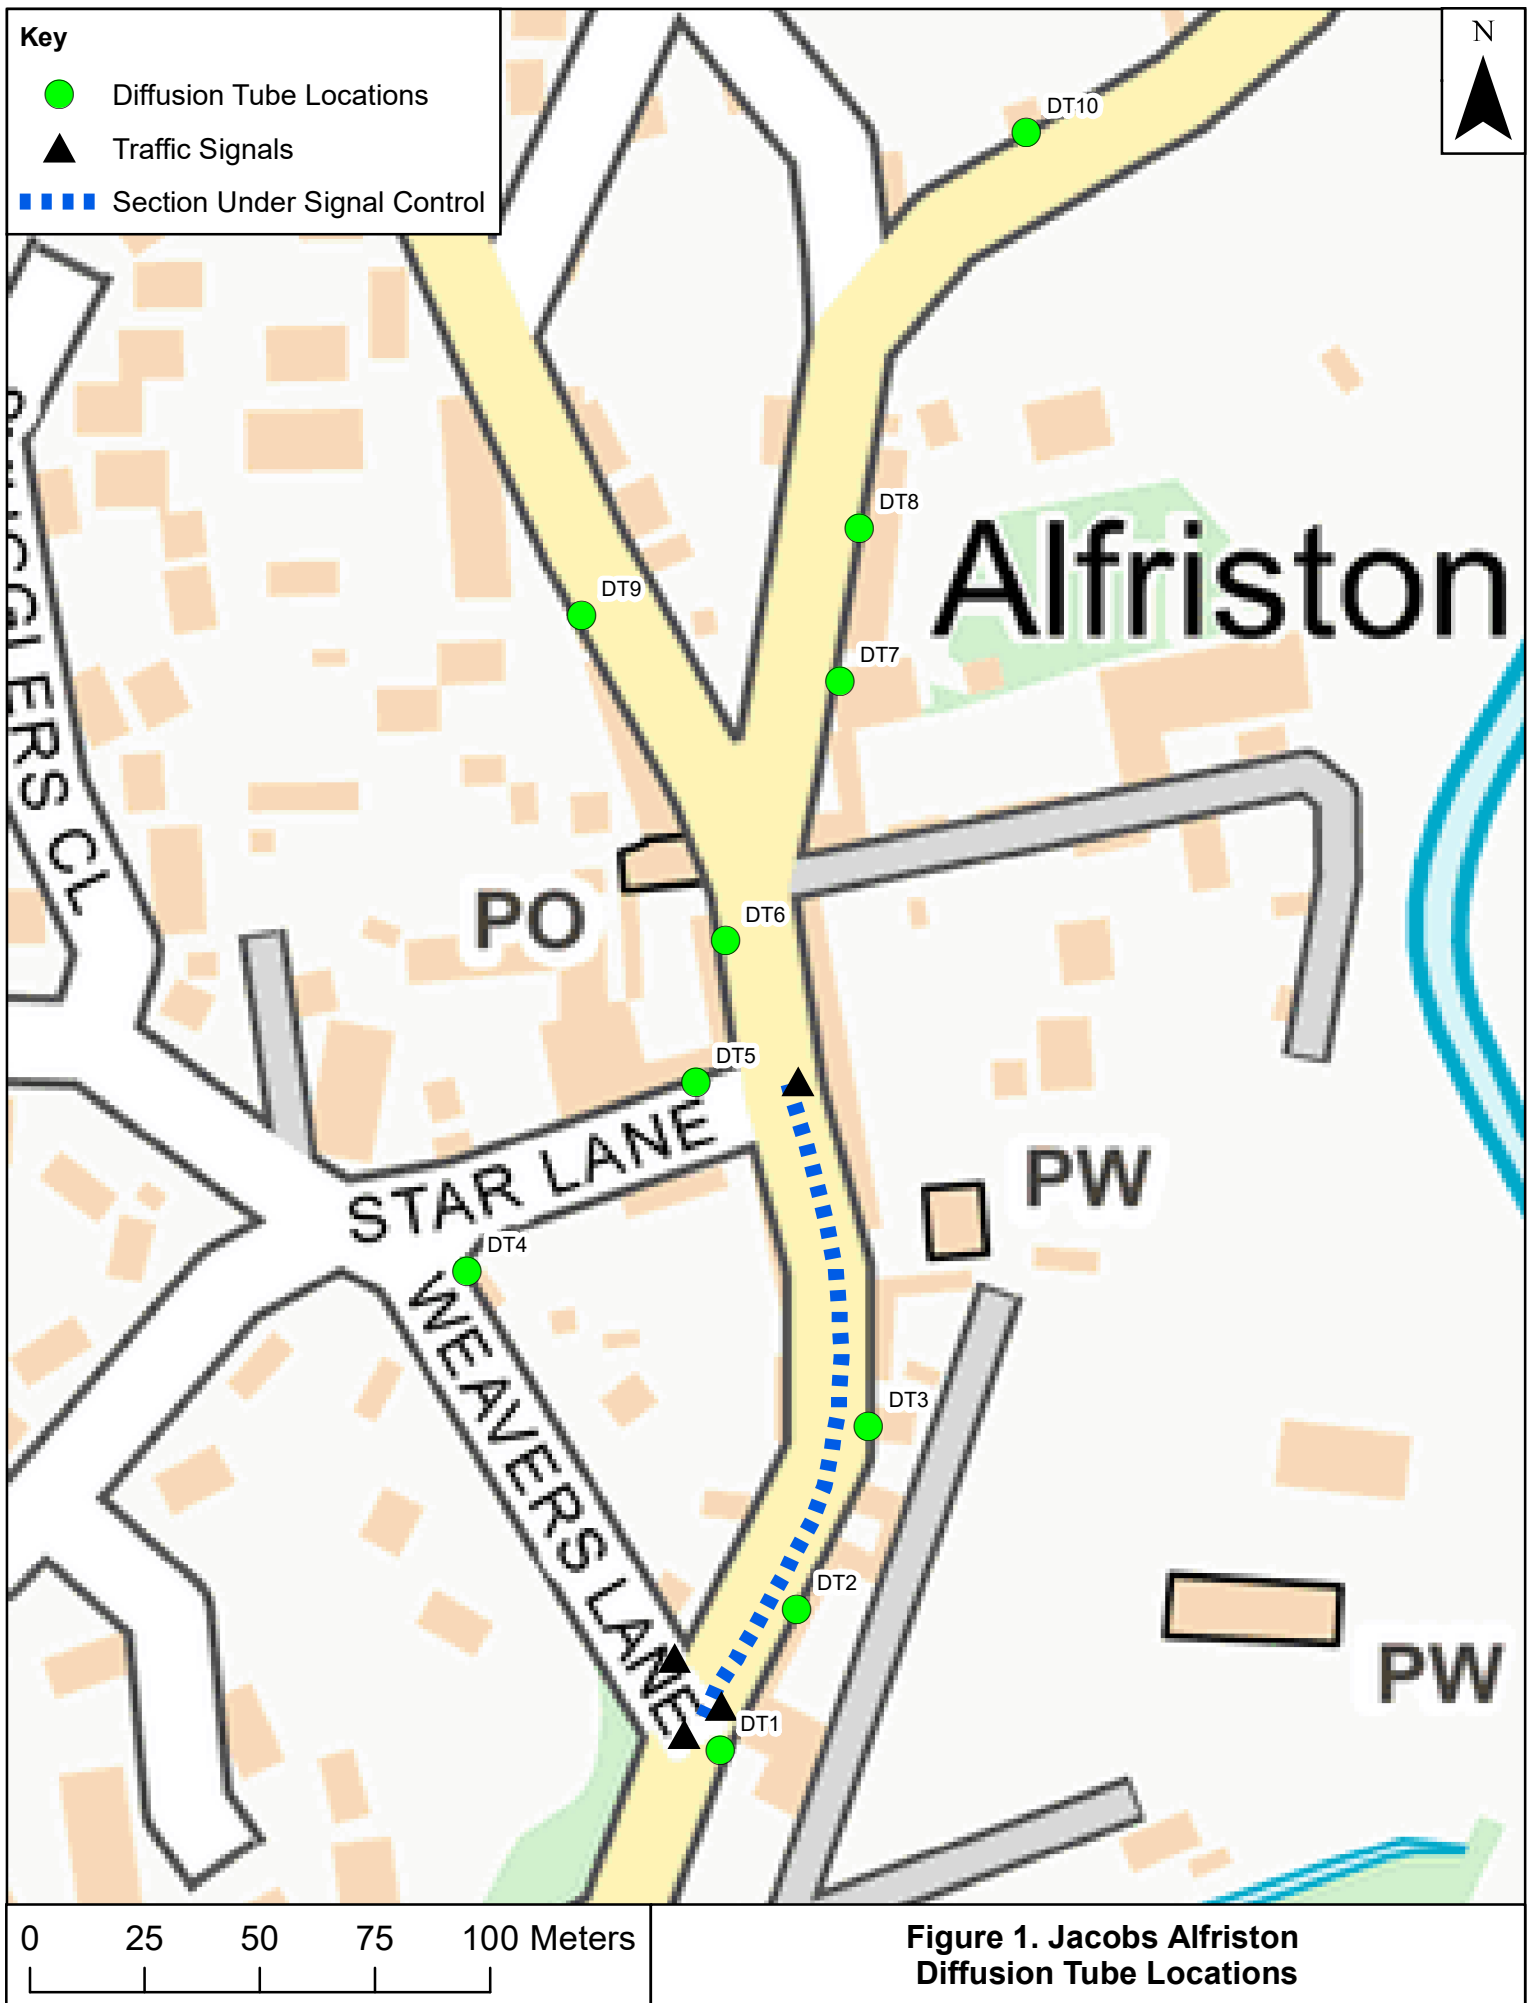 Key
Diffusion Tube Locations
Traffic Signals
Section Under Signal Control
N
DT10
DT8
Alfriston
DT9
DT7
ERS CL
PO
DT6
DT5
STAR LANE
PW
DT4
WEAVERS LANE
DT3
DT2
PW
DT1
0 25 50 75 100 Meters
Figure 1. Jacobs Alfriston
Diffusion Tube Locations